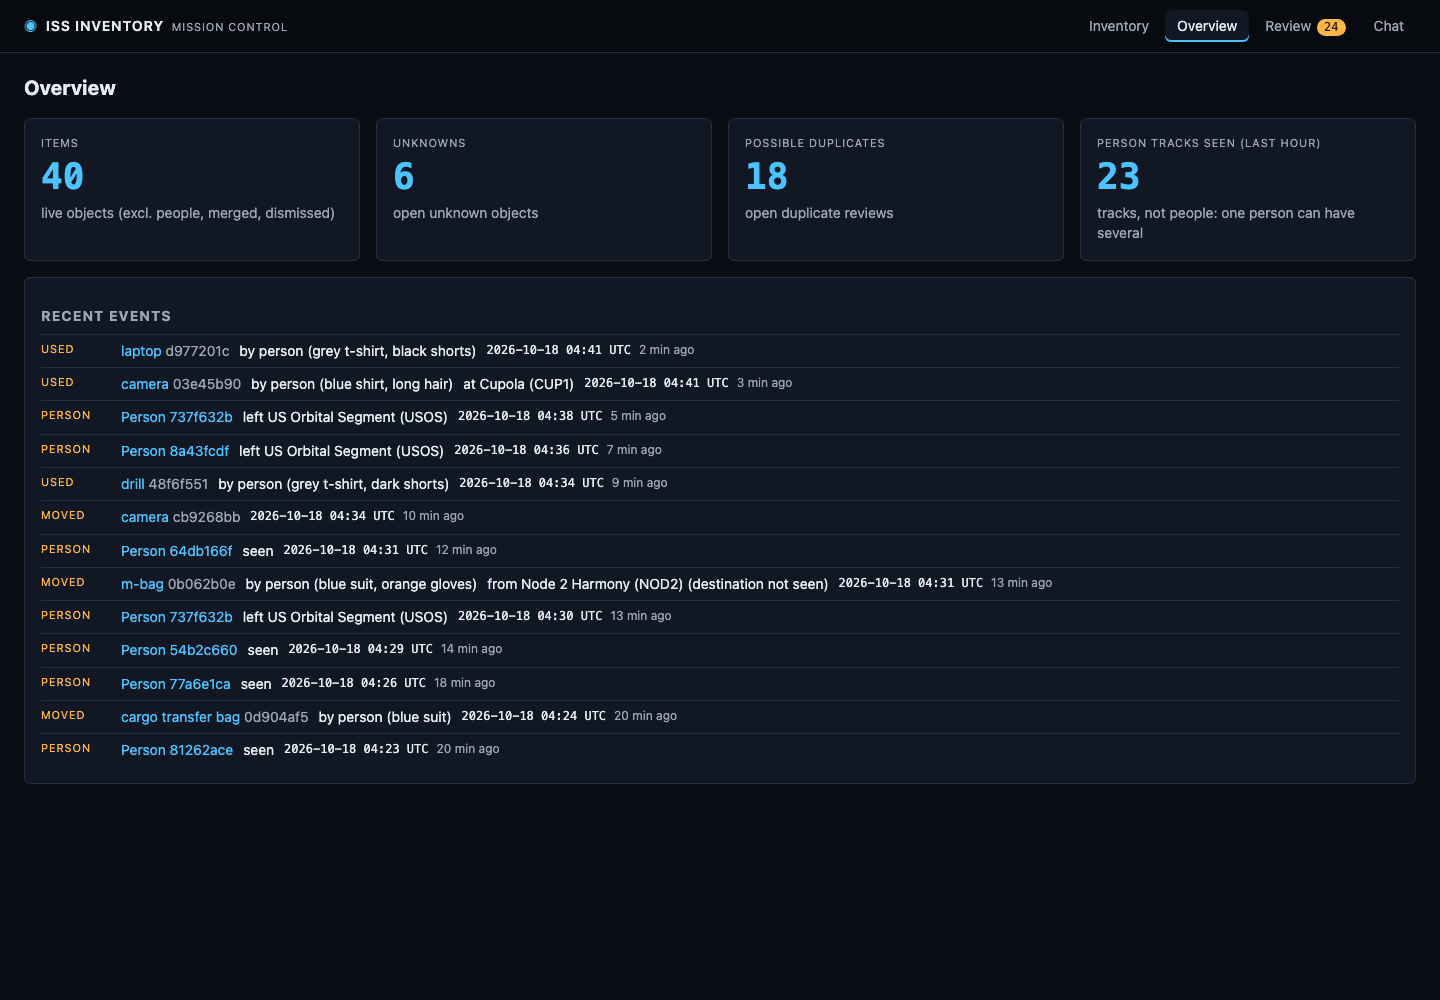 ISS INVENTORY MISSION CONTROL
Inventory Overview Review 24 Chat
Overview
ITEMS
40
live objects (excl. people, merged, dismissed)
UNKNOWNS
6
open unknown objects
POSSIBLE DUPLICATES
18
open duplicate reviews
PERSON TRACKS SEEN (LAST HOUR)
23
tracks, not people: one person can have
several
RECENT EVENTS
USED laptop d977201c by person (grey t-shirt, black shorts) 2026-10-18 04:41 UTC 2 min ago
USED camera 03e45b90 by person (blue shirt, long hair) at Cupola (CUP1) 2026-10-18 04:41 UTC 3 min ago
PERSON Person 737f632b left US Orbital Segment (USOS) 2026-10-18 04:38 UTC 5 min ago
PERSON Person 8a43fcdf left US Orbital Segment (USOS) 2026-10-18 04:36 UTC 7 min ago
USED drill 48f6f551 by person (grey t-shirt, dark shorts) 2026-10-18 04:34 UTC 9 min ago
MOVED camera cb9268bb 2026-10-18 04:34 UTC 10 min ago
PERSON Person 64db166f seen 2026-10-18 04:31 UTC 12 min ago
MOVED m-bag 0b062b0e by person (blue suit, orange gloves) from Node 2 Harmony (NOD2) (destination not seen) 2026-10-18 04:31 UTC 13 min ago
PERSON Person 737f632b left US Orbital Segment (USOS) 2026-10-18 04:30 UTC 13 min ago
PERSON Person 54b2c660 seen 2026-10-18 04:29 UTC 14 min ago
PERSON Person 77a6e1ca seen 2026-10-18 04:26 UTC 18 min ago
MOVED cargo transfer bag 0d904af5 by person (blue suit) 2026-10-18 04:24 UTC 20 min ago
PERSON Person 81262ace seen 2026-10-18 04:23 UTC 20 min ago